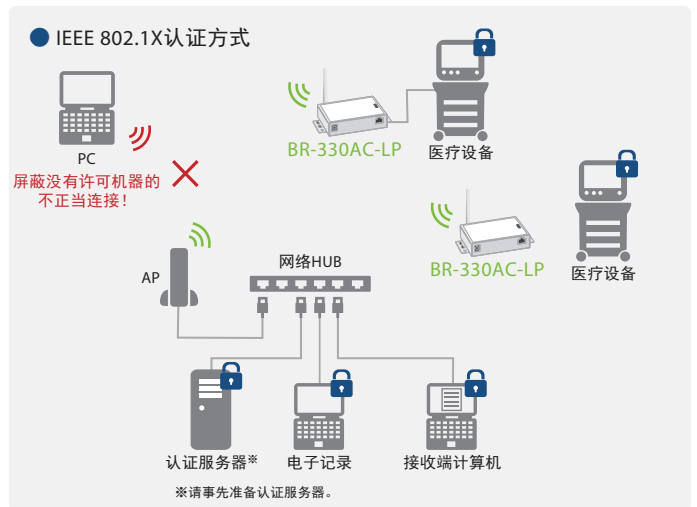 IEEE 802.1X认证方式
PC
屏蔽没有许可机器的
不正当连接！
BR-330AC-LP
医疗设备
BR-330AC-LP
医疗设备
AP
网络HUB
认证服务器※
电子记录
接收端计算机
※请事先准备认证服务器。